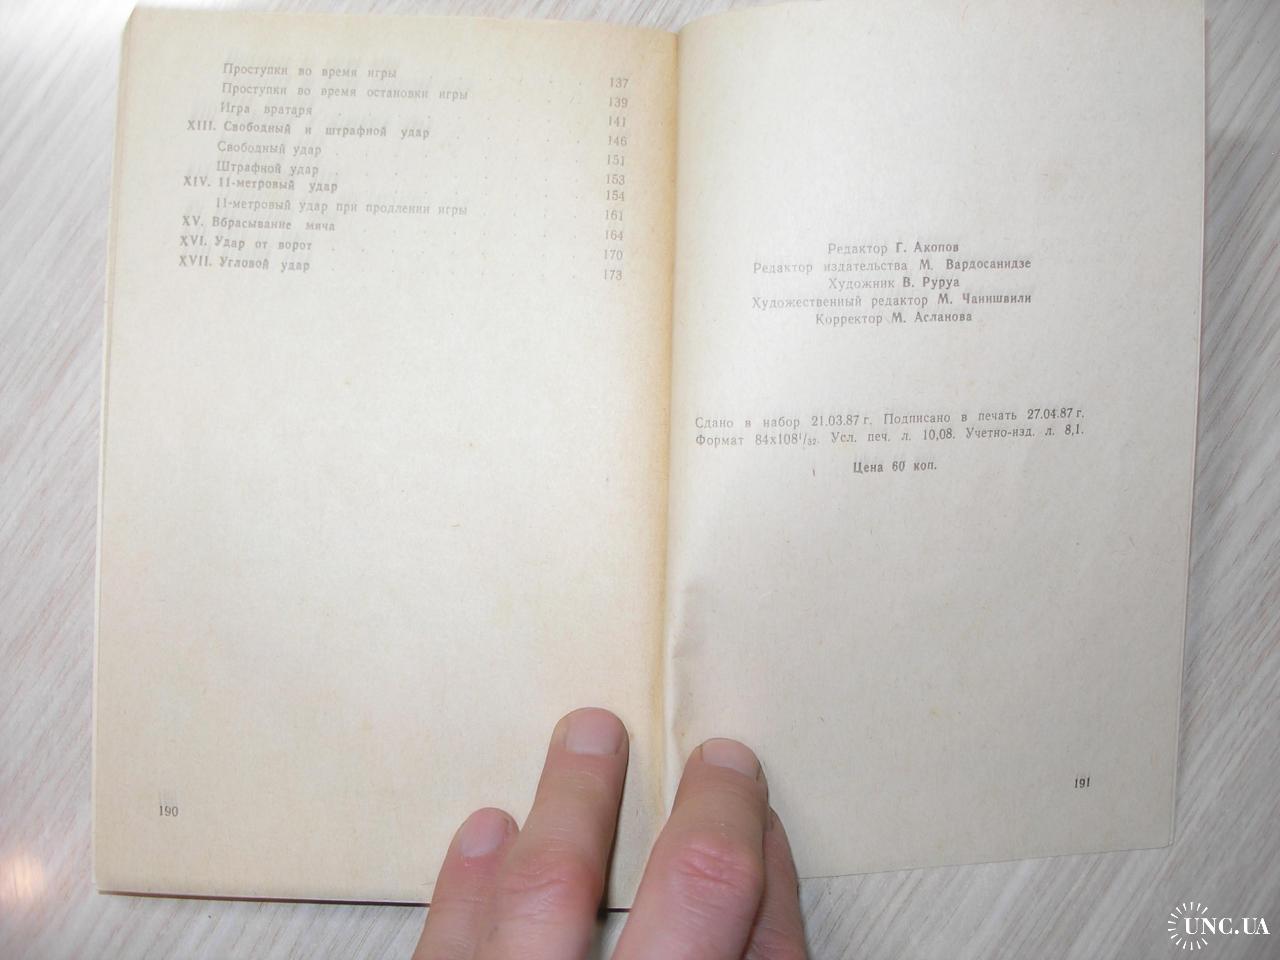 Проступки во время игры 137
Проступки во время остановки игры 139
Игра вратаря 141
XIII. Свободный и штрафной удар 146
Свободный удар 151
Штрафной удар 153
XIV. 11-метровый удар 154
11-метровый удар при продлении игры 161
XV. Вбрасывание мяча 164
XVI. Удар от ворот 170
XVII. Угловой удар 173
190
Редактор Г. Акопов
Редактор издательства М. Вардосанидзе
Художник В. Руруа
Художественный редактор М. Чанишвили
Корректор М. Асланова
Сдано в набор 21.03.87 г. Подписано в печать 27.04.87 г.
Формат 84х108¹/₃₂. Усл. печ. л. 10,08. Учетно-изд. л. 8,1.
Цена 60 коп.
191
UNC.UA